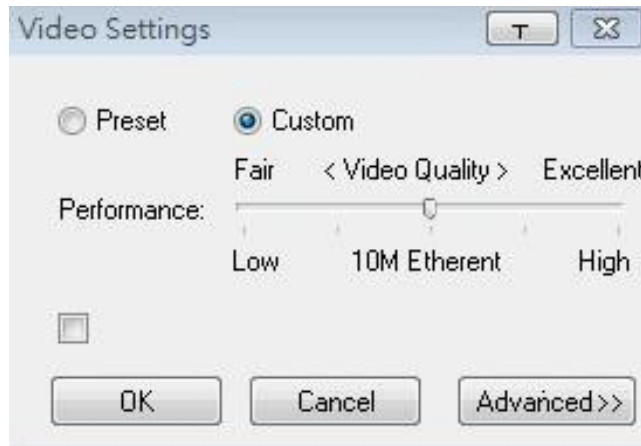 Video Settings T
Preset Custom
Fair < Video Quality > Excellent
Performance:
Low 10M Etherent High
OK Cancel Advanced>>